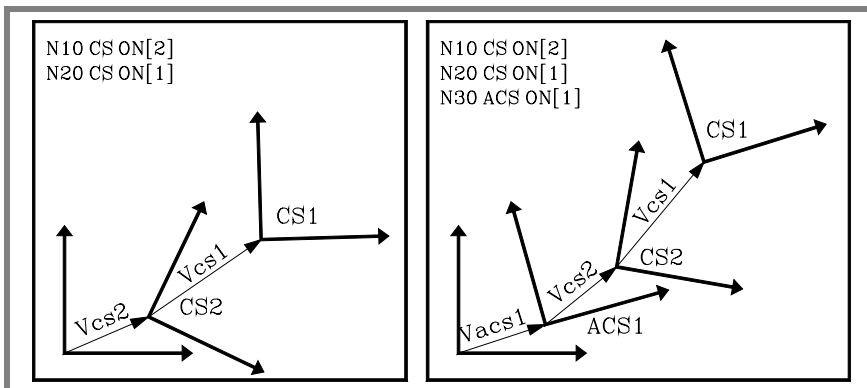 N10 CS ON[2]
N20 CS ON[1]
CS1
Vcs1
CS2
Vcs2
N10 CS ON[2]
N20 CS ON[1]
N30 ACS ON[1]
CS1
Vcs1
CS2
Vcs2
Vacs1
ACS1